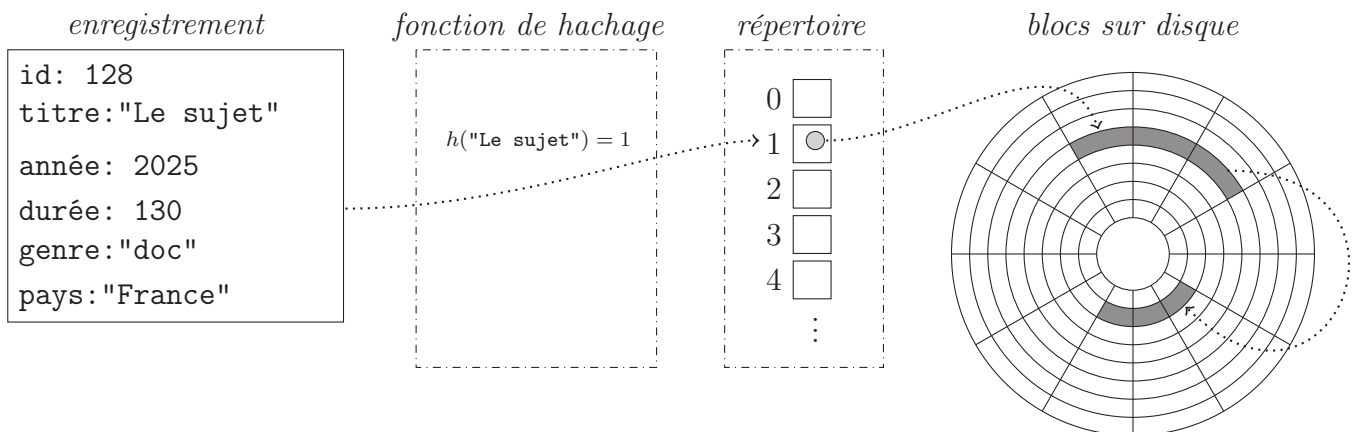 enregistrement
fonction de hachage
répertoire
blocs sur disque
id: 128
titre:"Le sujet"
année: 2025
durée: 130
genre:"doc"
pays:"France"
h("Le sujet") = 1
0
1
2
3
4
⋮